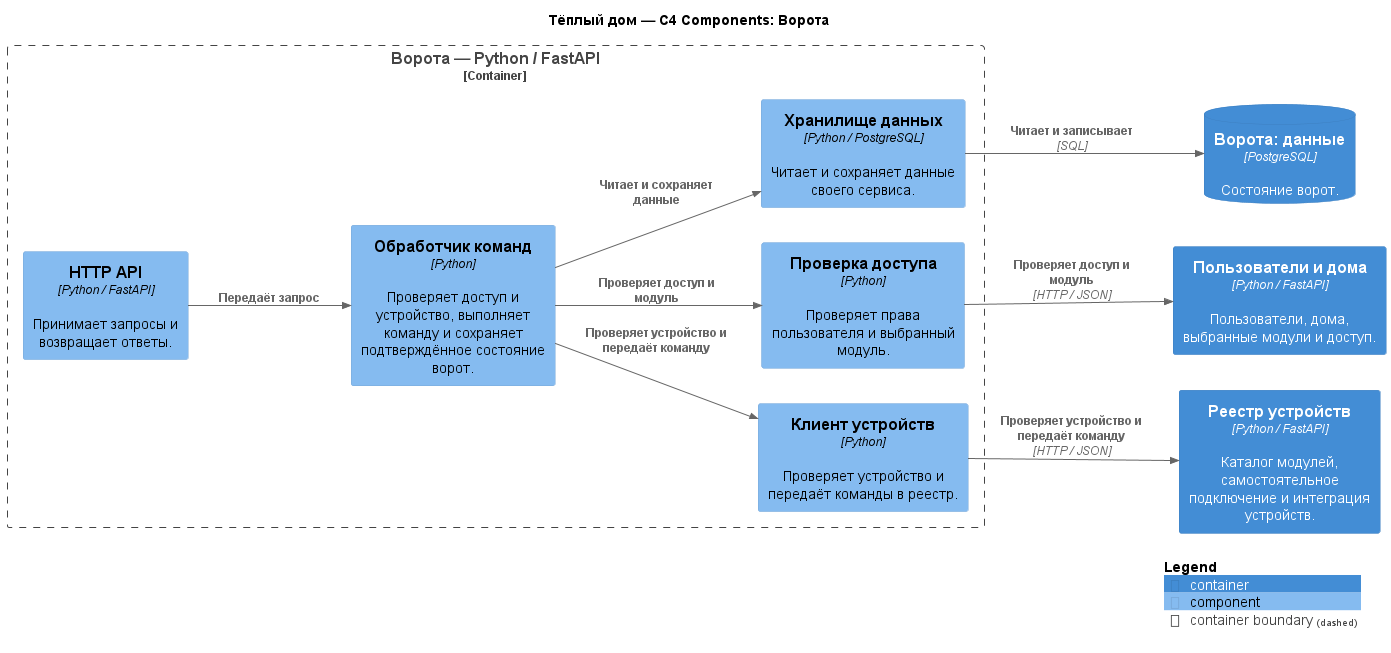 Тёплый дом — C4 Components: Ворота
Ворота — Python / FastAPI
[Container]
HTTP API
[Python / FastAPI]
Принимает запросы и
возвращает ответы.
Передаёт запрос
Обработчик команд
[Python]
Проверяет доступ и
устройство, выполняет
команду и сохраняет
подтверждённое состояние
ворот.
Читает и сохраняет
данные
Проверяет доступ и
модуль
Проверяет устройство и
передаёт команду
Хранилище данных
[Python / PostgreSQL]
Читает и сохраняет данные
своего сервиса.
Проверка доступа
[Python]
Проверяет права
пользователя и выбранный
модуль.
Клиент устройств
[Python]
Проверяет устройство и
передаёт команды в реестр.
Читает и записывает
[SQL]
Проверяет доступ и
модуль
[HTTP / JSON]
Проверяет устройство и
передаёт команду
[HTTP / JSON]
Ворота: данные
[PostgreSQL]
Состояние ворот.
Пользователи и дома
[Python / FastAPI]
Пользователи, дома,
выбранные модули и доступ.
Реестр устройств
[Python / FastAPI]
Каталог модулей,
самостоятельное
подключение и интеграция
устройств.
Legend
container
component
container boundary (dashed)